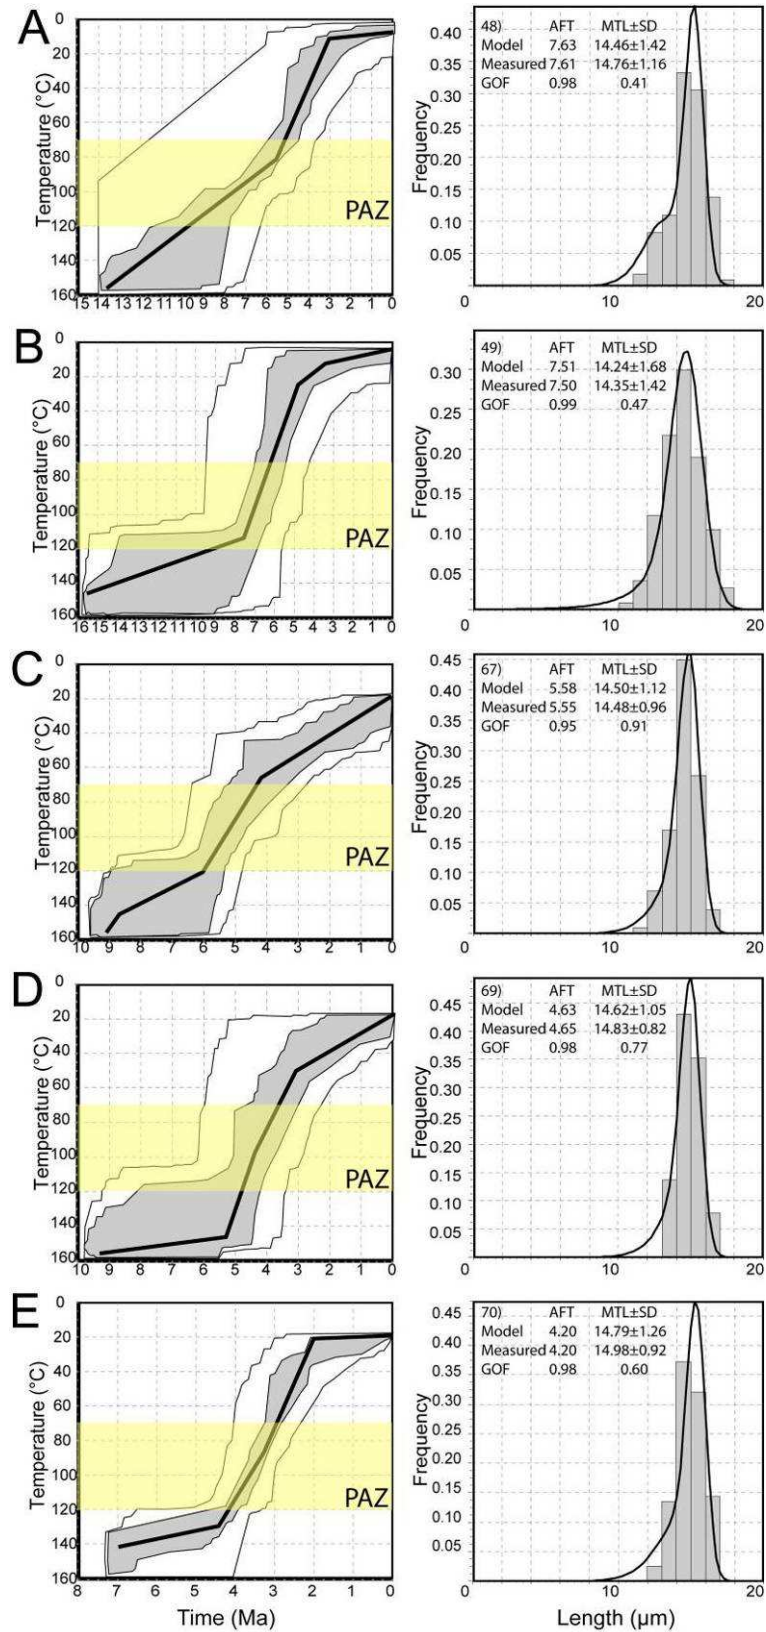 A
Temperature (°C)
0
20
40
60
80
100
120
140
160
PAZ
15 14 13 12 11 10 9 8 7 6 5 4 3 2 1 0
Frequency
0.40
0.35
0.30
0.25
0.20
0.15
0.10
0.05
0 10 20
48) AFT MTL±SD
Model 7.63 14.46±1.42
Measured 7.61 14.76±1.16
GOF 0.98 0.41
B
Temperature (°C)
0
20
40
60
80
100
120
140
160
PAZ
16 15 14 13 12 11 10 9 8 7 6 5 4 3 2 1 0
Frequency
0.30
0.25
0.20
0.15
0.10
0.05
0 10 20
49) AFT MTL±SD
Model 7.51 14.24±1.68
Measured 7.50 14.35±1.42
GOF 0.99 0.47
C
Temperature (°C)
0
20
40
60
80
100
120
140
160
PAZ
10 9 8 7 6 5 4 3 2 1 0
Frequency
0.45
0.40
0.35
0.30
0.25
0.20
0.15
0.10
0.05
0 10 20
67) AFT MTL±SD
Model 5.58 14.50±1.12
Measured 5.55 14.48±0.96
GOF 0.95 0.91
D
Temperature (°C)
0
20
40
60
80
100
120
140
160
PAZ
10 9 8 7 6 5 4 3 2 1 0
Frequency
0.45
0.40
0.35
0.30
0.25
0.20
0.15
0.10
0.05
0 10 20
69) AFT MTL±SD
Model 4.63 14.62±1.05
Measured 4.65 14.83±0.82
GOF 0.98 0.77
E
Temperature (°C)
0
20
40
60
80
100
120
140
160
PAZ
8 7 6 5 4 3 2 1 0
Time (Ma)
Frequency
0.45
0.40
0.35
0.30
0.25
0.20
0.15
0.10
0.05
0 10 20
70) AFT MTL±SD
Model 4.20 14.79±1.26
Measured 4.20 14.98±0.92
GOF 0.98 0.60
Length (µm)